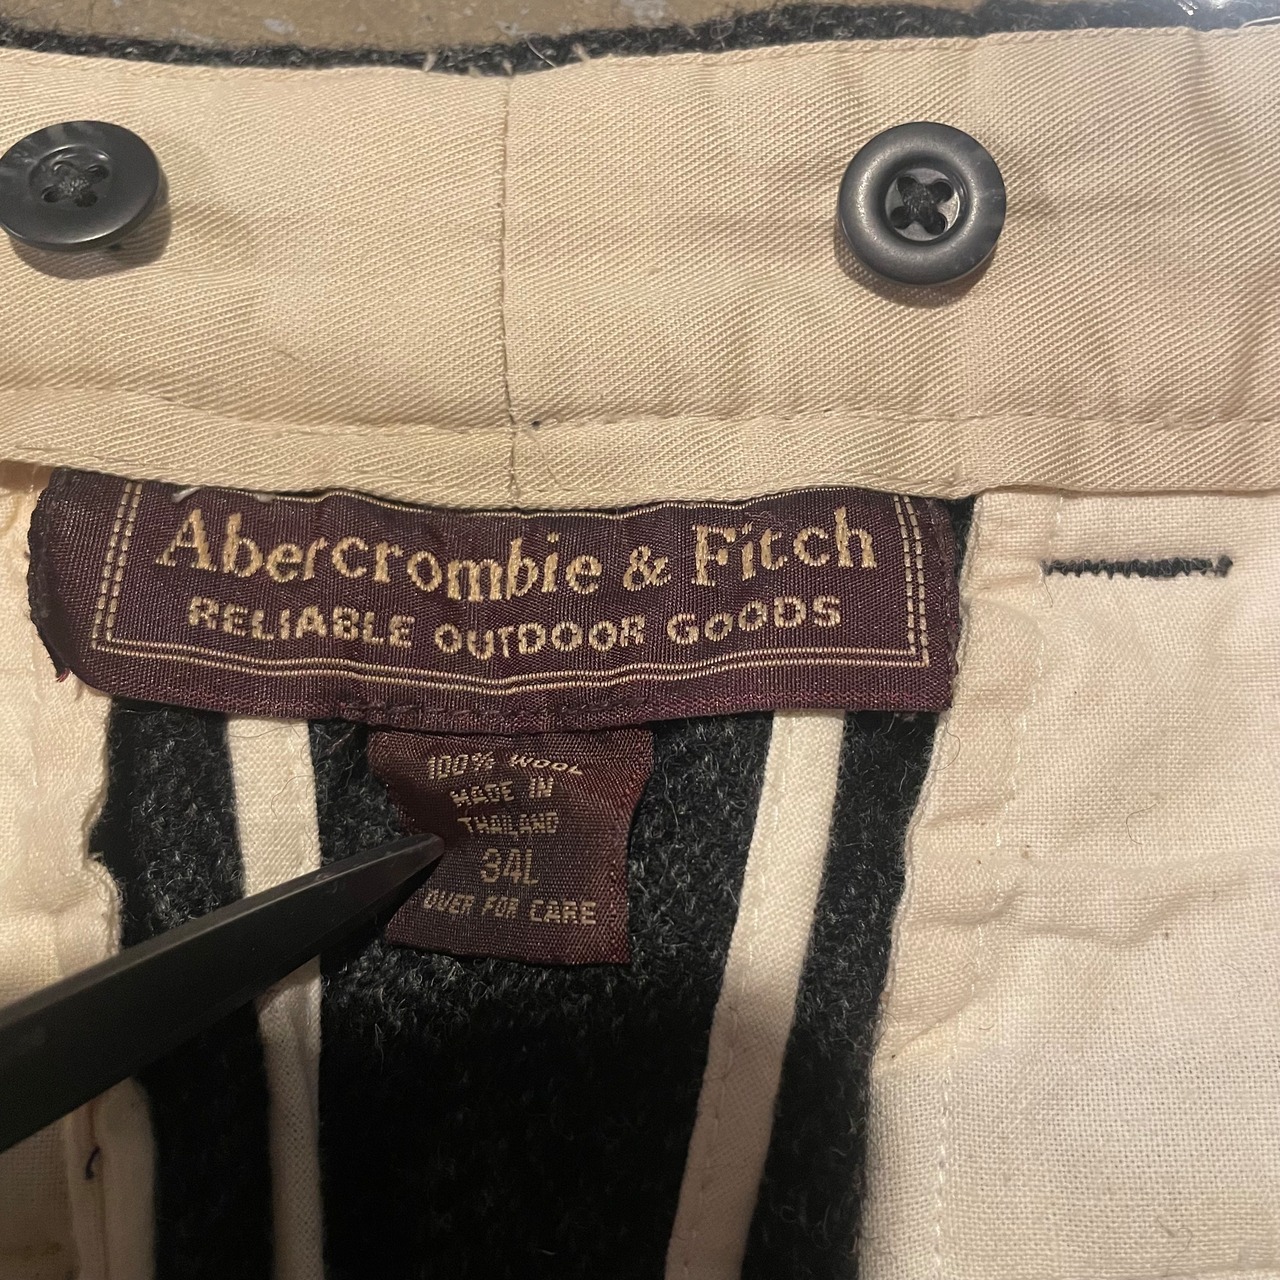 Abercrombie & Fitch
RELIABLE OUTDOOR GOODS
100% WOOL
MADE IN
THAILAND
34L
OVER FOR CARE